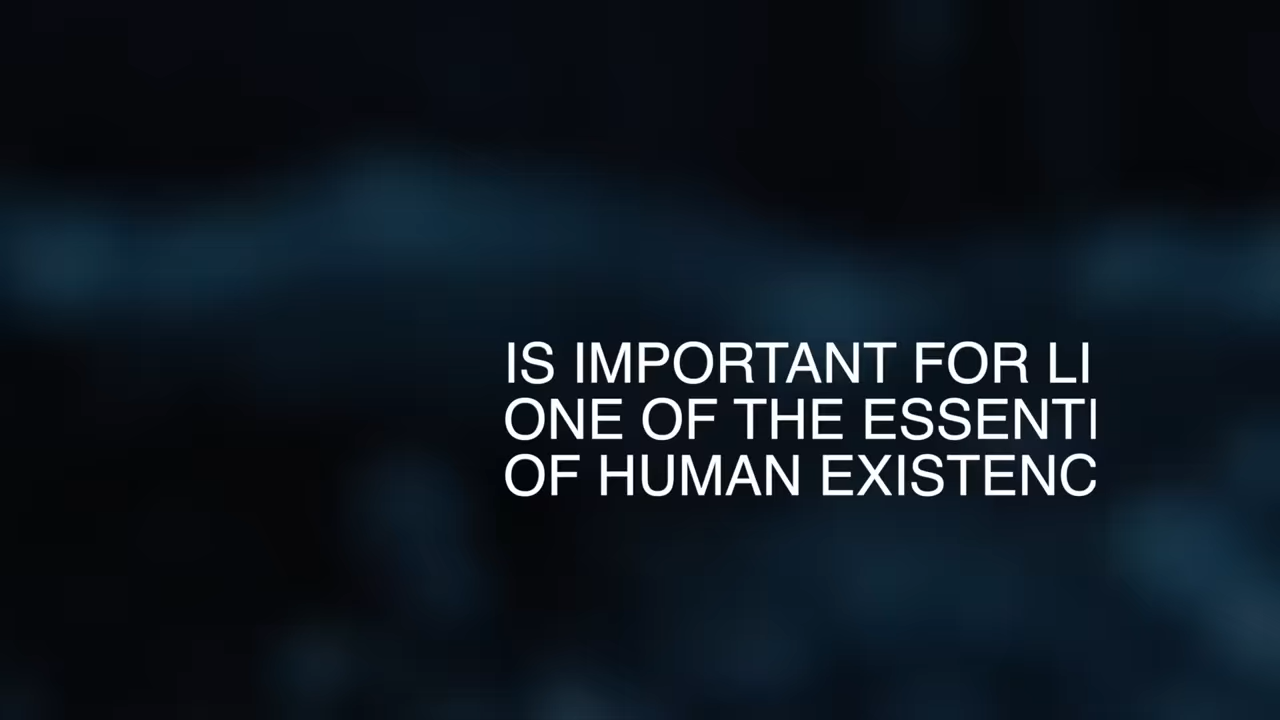 IS IMPORTANT FOR LI
ONE OF THE ESSENTI
OF HUMAN EXISTENC